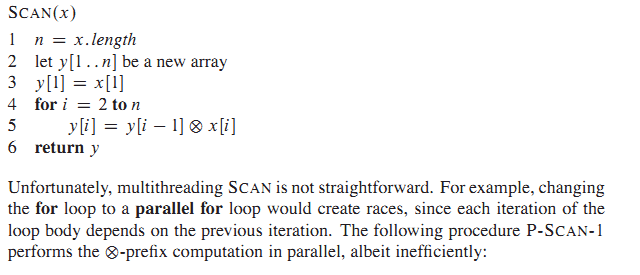 SCAN(x)
1 n = x.length
2 let y[1..n] be a new array
3 y[1] = x[1]
4 for i = 2 to n
5 y[i] = y[i − 1] ⊗ x[i]
6 return y
Unfortunately, multithreading SCAN is not straightforward. For example, changing
the for loop to a parallel for loop would create races, since each iteration of the
loop body depends on the previous iteration. The following procedure P-SCAN-1
performs the ⊗-prefix computation in parallel, albeit inefficiently: